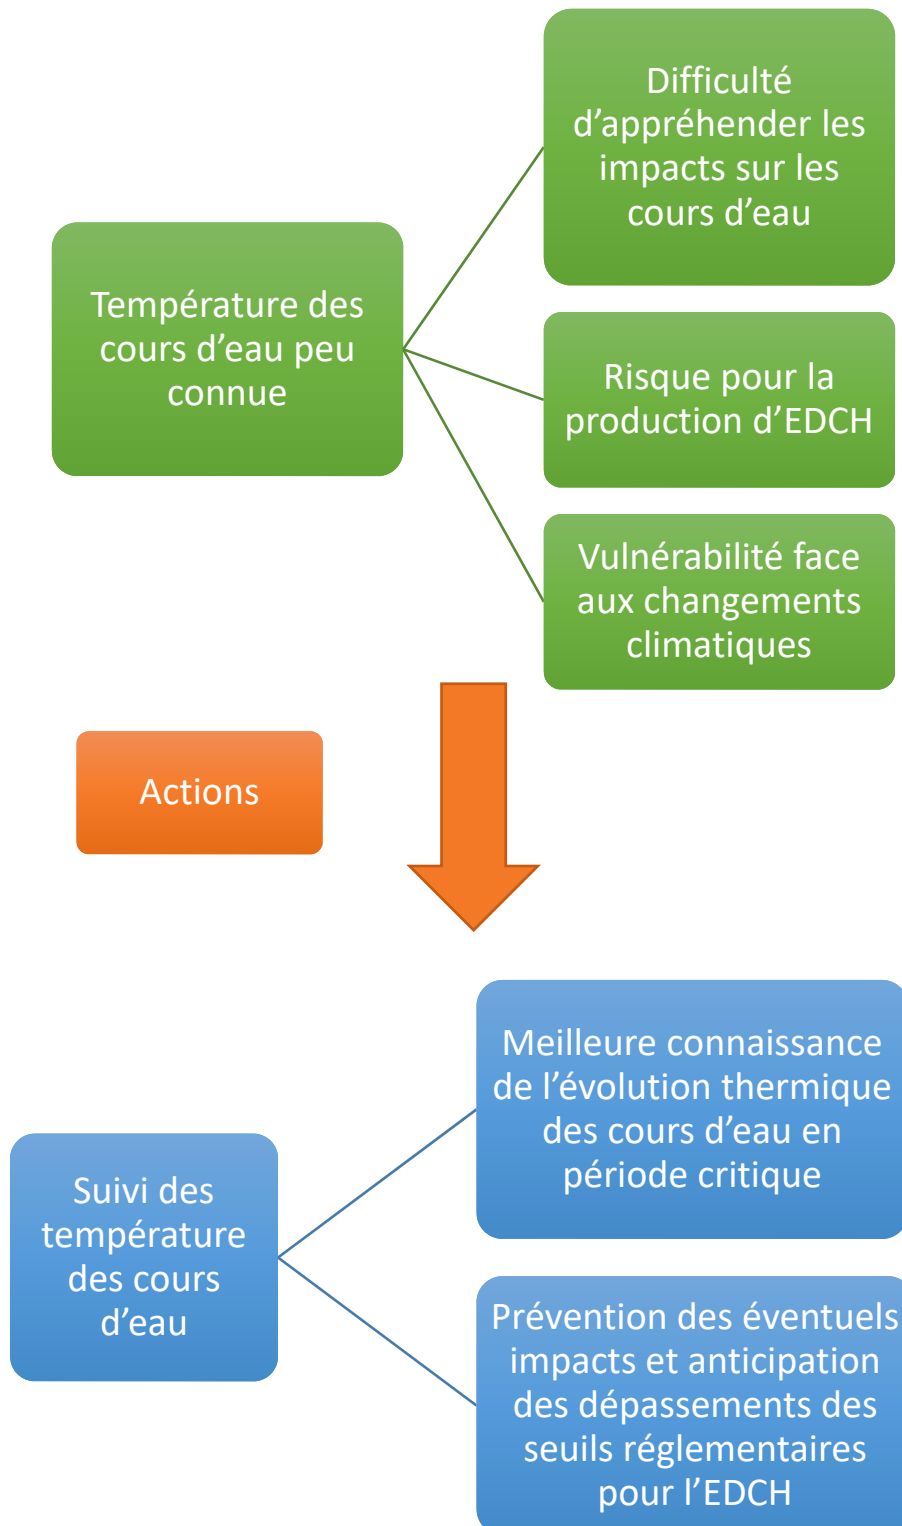 Difficulté
d’appréhender les
impacts sur les
cours d’eau
Température des
cours d’eau peu
connue
Risque pour la
production d’EDCH
Vulnérabilité face
aux changements
climatiques
Actions
Meilleure connaissance
de l’évolution thermique
des cours d’eau en
période critique
Suivi des
température
des cours
d’eau
Prévention des éventuels
impacts et anticipation
des dépassements des
seuils réglementaires
pour l’EDCH